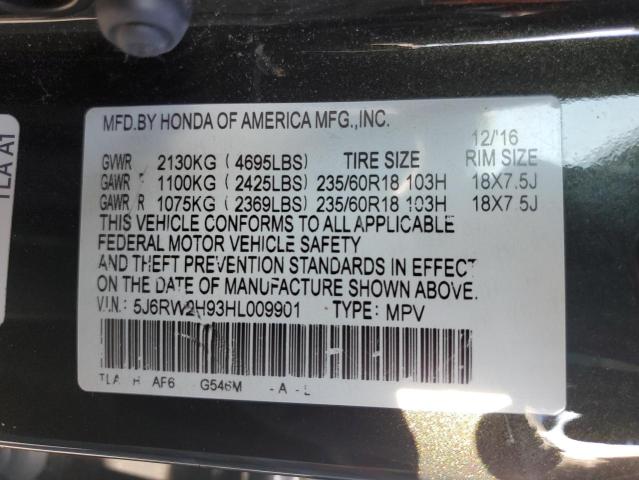 MFD.BY HONDA OF AMERICA MFG.,INC.
12/'16
GVWR 2130KG ( 4695LBS) TIRE SIZE RIM SIZE
GAWR F 1100KG ( 2425LBS) 235/60R18 103H 18X7.5J
GAWR R 1075KG ( 2369LBS) 235/60R18 103H 18X7.5J
THIS VEHICLE CONFORMS TO ALL APPLICABLE
FEDERAL MOTOR VEHICLE SAFETY
AND THEFT PREVENTION STANDARDS IN EFFECT
ON THE DATE OF MANUFACTURE SHOWN ABOVE.
V.I.N.: 5J6RW2H93HL009901 TYPE: MPV
TLA H AF6 G546M - A - L
TLA A1